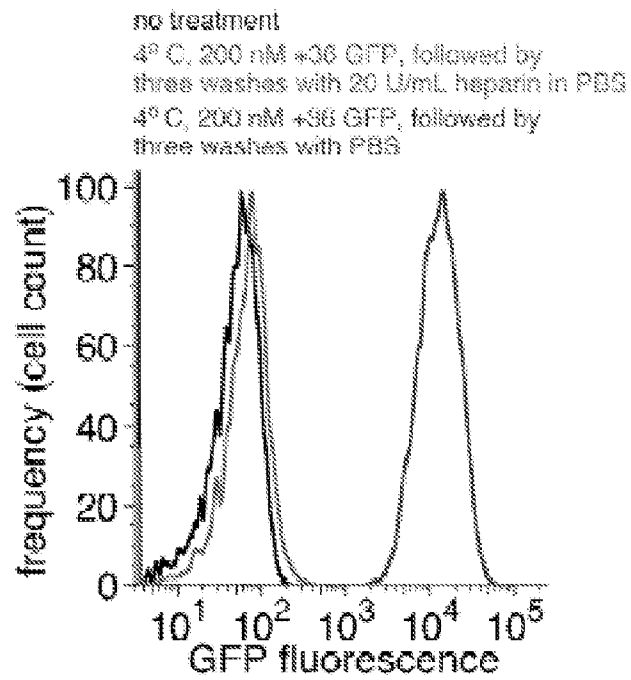 no treatment
4º C, 200 nM +36 GFP, followed by
three washes with 20 U/mL heparin in PBS
4º C, 200 nM +36 GFP, followed by
three washes with PBS
frequency (cell count)
100
80
60
40
20
0
10¹ 10² 10³ 10⁴ 10⁵
GFP fluorescence